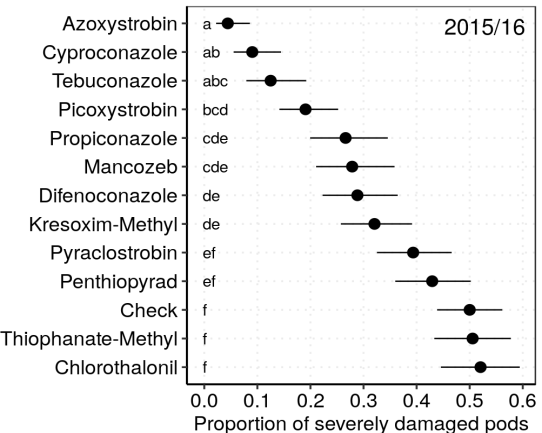 2015/16
Azoxystrobin a
Cyproconazole ab
Tebuconazole abc
Picoxystrobin bcd
Propiconazole cde
Mancozeb cde
Difenoconazole de
Kresoxim-Methyl de
Pyraclostrobin ef
Penthiopyrad ef
Check f
Thiophanate-Methyl f
Chlorothalonil f
0.0 0.1 0.2 0.3 0.4 0.5 0.6
Proportion of severely damaged pods